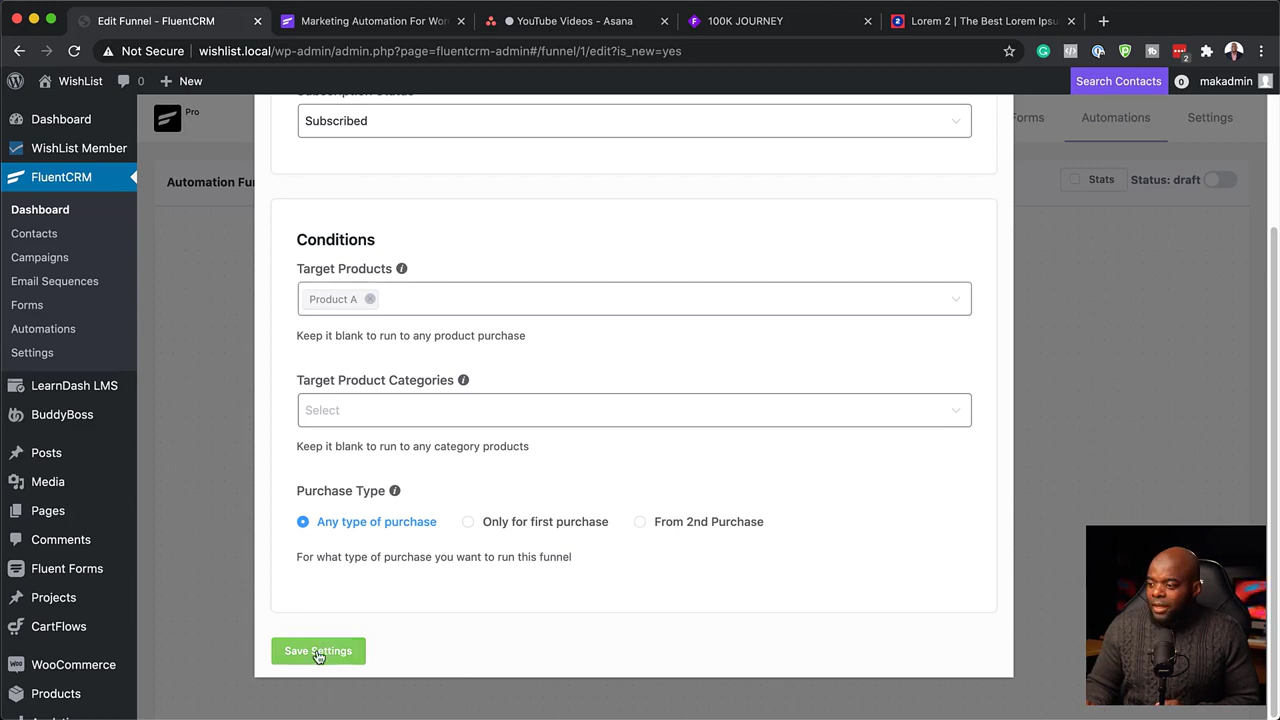 Edit Funnel - FluentCRM
Marketing Automation For Wor
YouTube Videos - Asana
100K JOURNEY
Lorem 2 | The Best Lorem Ipsu
Not Secure
wishlist.local/wp-admin/admin.php?page=fluentcrm-admin#/funnel/1/edit?is_new=yes
2
WishList
0
New
Search Contacts
0
makadmin
Dashboard
WishList Member
FluentCRM
Dashboard
Contacts
Campaigns
Email Sequences
Forms
Automations
Settings
LearnDash LMS
BuddyBoss
Posts
Media
Pages
Comments
Fluent Forms
Projects
CartFlows
WooCommerce
Products
Pro
Forms
Automations
Settings
Automation Fu
Stats
Status: draft
Subscription Status
Subscribed
Conditions
Target Products
Product A
Keep it blank to run to any product purchase
Target Product Categories
Select
Keep it blank to run to any category products
Purchase Type
Any type of purchase
Only for first purchase
From 2nd Purchase
For what type of purchase you want to run this funnel
Save Settings